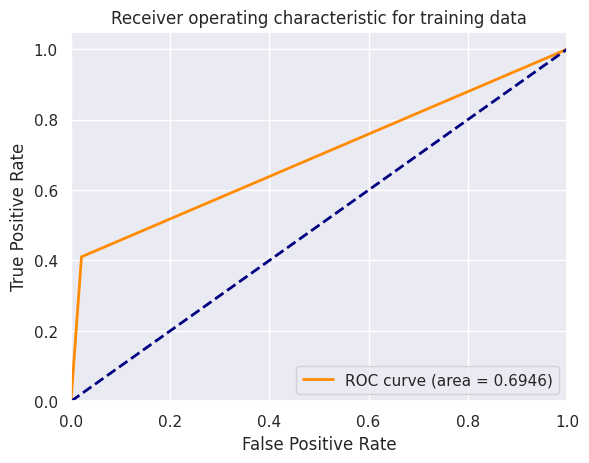 Receiver operating characteristic for training data
True Positive Rate
1.0
0.8
0.6
0.4
0.2
0.0
ROC curve (area = 0.6946)
0.0 0.2 0.4 0.6 0.8 1.0
False Positive Rate